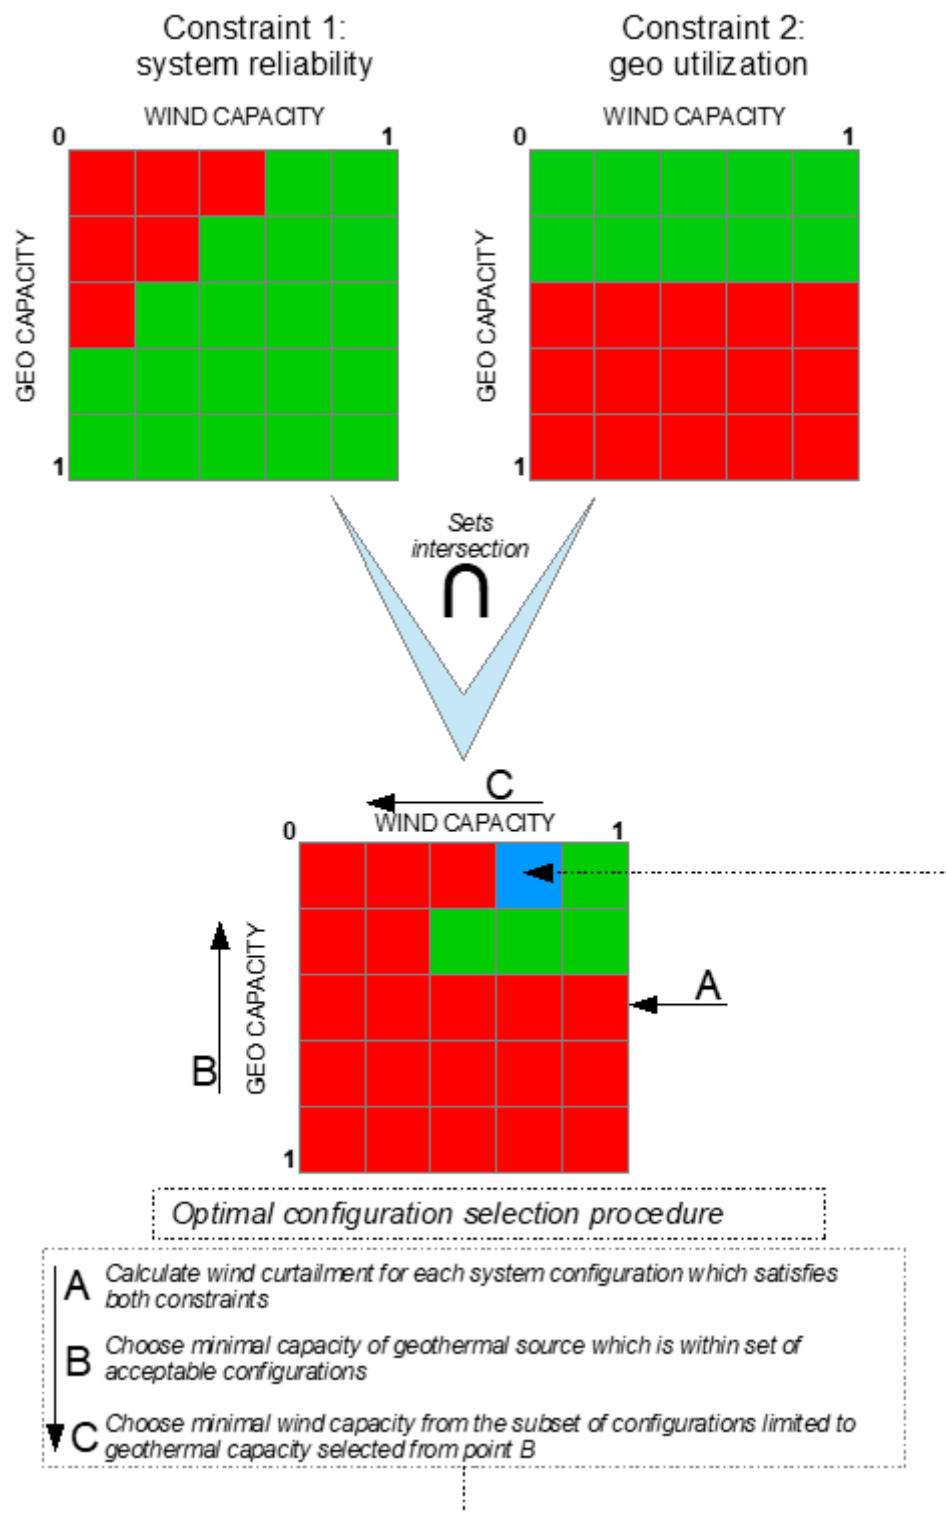 Constraint 1:
system reliability
Constraint 2:
geo utilization
WIND CAPACITY
0
1
GEO CAPACITY
1
WIND CAPACITY
0
1
GEO CAPACITY
1
Sets
intersection
∩
C
WIND CAPACITY
0
1
A
B
GEO CAPACITY
1
Optimal configuration selection procedure
A Calculate wind curtailment for each system configuration which satisfies
both constraints
B Choose minimal capacity of geothermal source which is within set of
acceptable configurations
C Choose minimal wind capacity from the subset of configurations limited to
geothermal capacity selected from point B